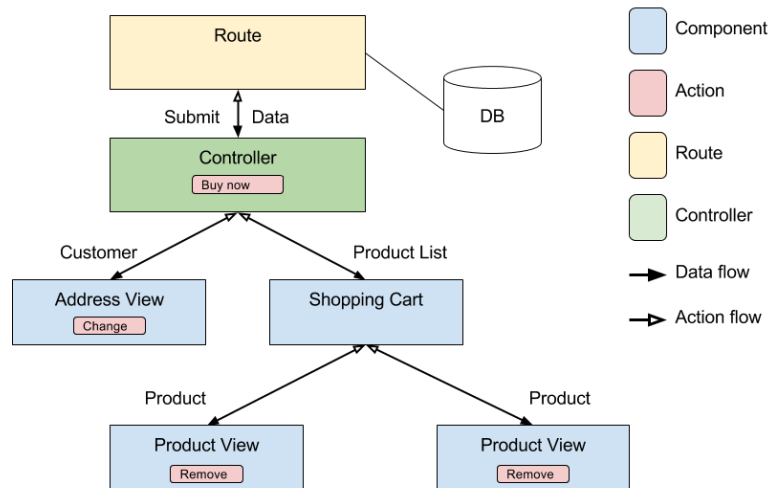 Route
Component
Action
DB
Submit
Data
Controller
Buy now
Route
Controller
Customer
Product List
Data flow
Address View
Change
Shopping Cart
Action flow
Product
Product
Product View
Remove
Product View
Remove